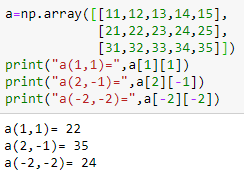 a=np.array([[11,12,13,14,15],
[21,22,23,24,25],
[31,32,33,34,35]])
print("a(1,1)=",a[1][1])
print("a(2,-1)=",a[2][-1])
print("a(-2,-2)=",a[-2][-2])
a(1,1)= 22
a(2,-1)= 35
a(-2,-2)= 24